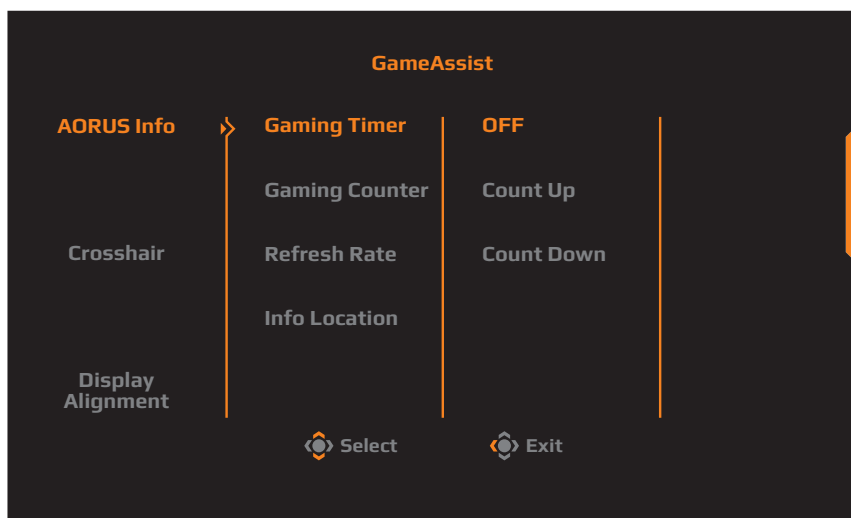 GameAssist
AORUS Info
Gaming Timer
OFF
Gaming Counter
Count Up
Crosshair
Refresh Rate
Count Down
Info Location
Display
Alignment
Select
Exit